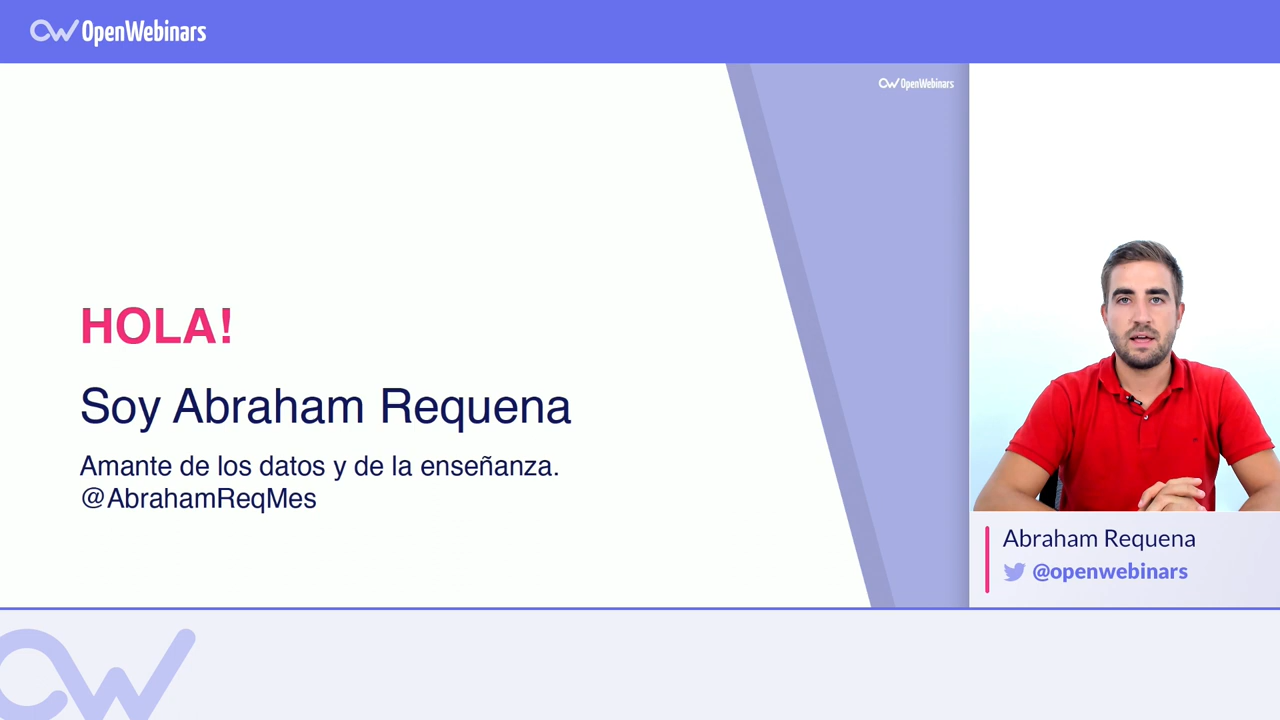 OpenWebinars
OpenWebinars
HOLA!
Soy Abraham Requena
Amante de los datos y de la enseñanza.
@AbrahamReqMes
Abraham Requena
@openwebinars